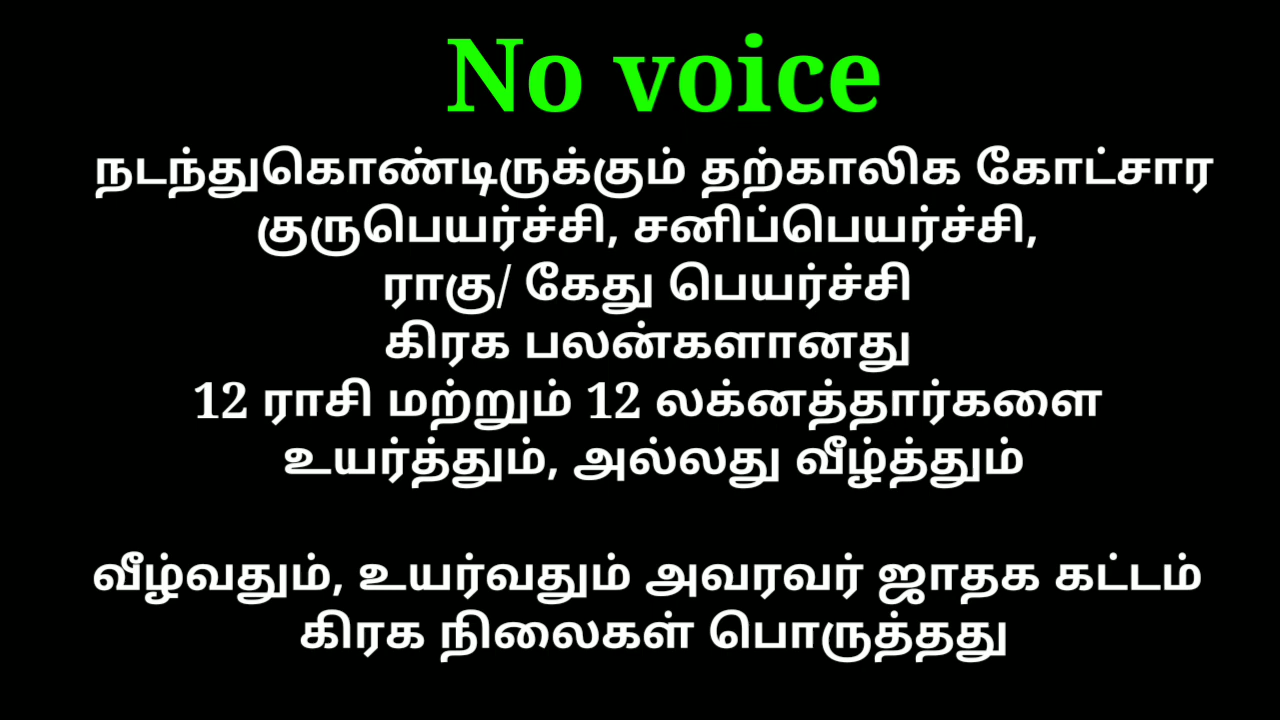 No voice
நடந்துகொண்டிருக்கும் தற்காலிக கோட்சார
குருபெயர்ச்சி, சனிப்பெயர்ச்சி,
ராகு/ கேது பெயர்ச்சி
கிரக பலன்களானது
12 ராசி மற்றும் 12 லக்னத்தார்களை
உயர்த்தும், அல்லது வீழ்த்தும்
வீழ்வதும், உயர்வதும் அவரவர் ஜாதக கட்டம்
கிரக நிலைகள் பொருத்தது